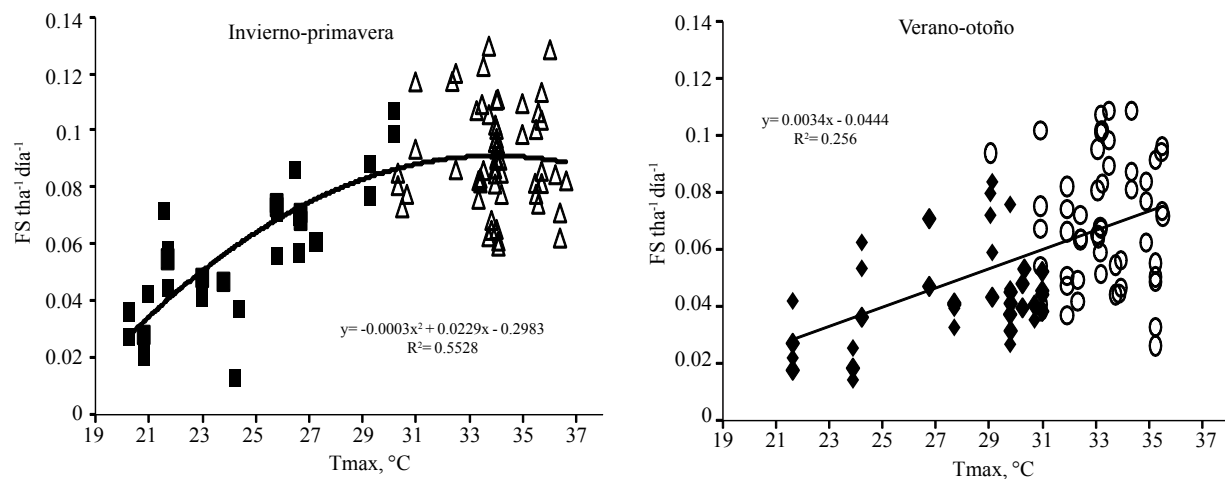 Invierno-primavera
FS tha⁻¹ día⁻¹
0.14
0.12
0.1
0.08
0.06
0.04
0.02
0
y= -0.0003x² + 0.0229x - 0.2983
R²= 0.5528
19 21 23 25 27 29 31 33 35 37
Tmax, °C
Verano-otoño
FS tha⁻¹ día⁻¹
0.14
0.12
0.1
0.08
0.06
0.04
0.02
0
y= 0.0034x - 0.0444
R²= 0.256
19 21 23 25 27 29 31 33 35 37
Tmax, °C